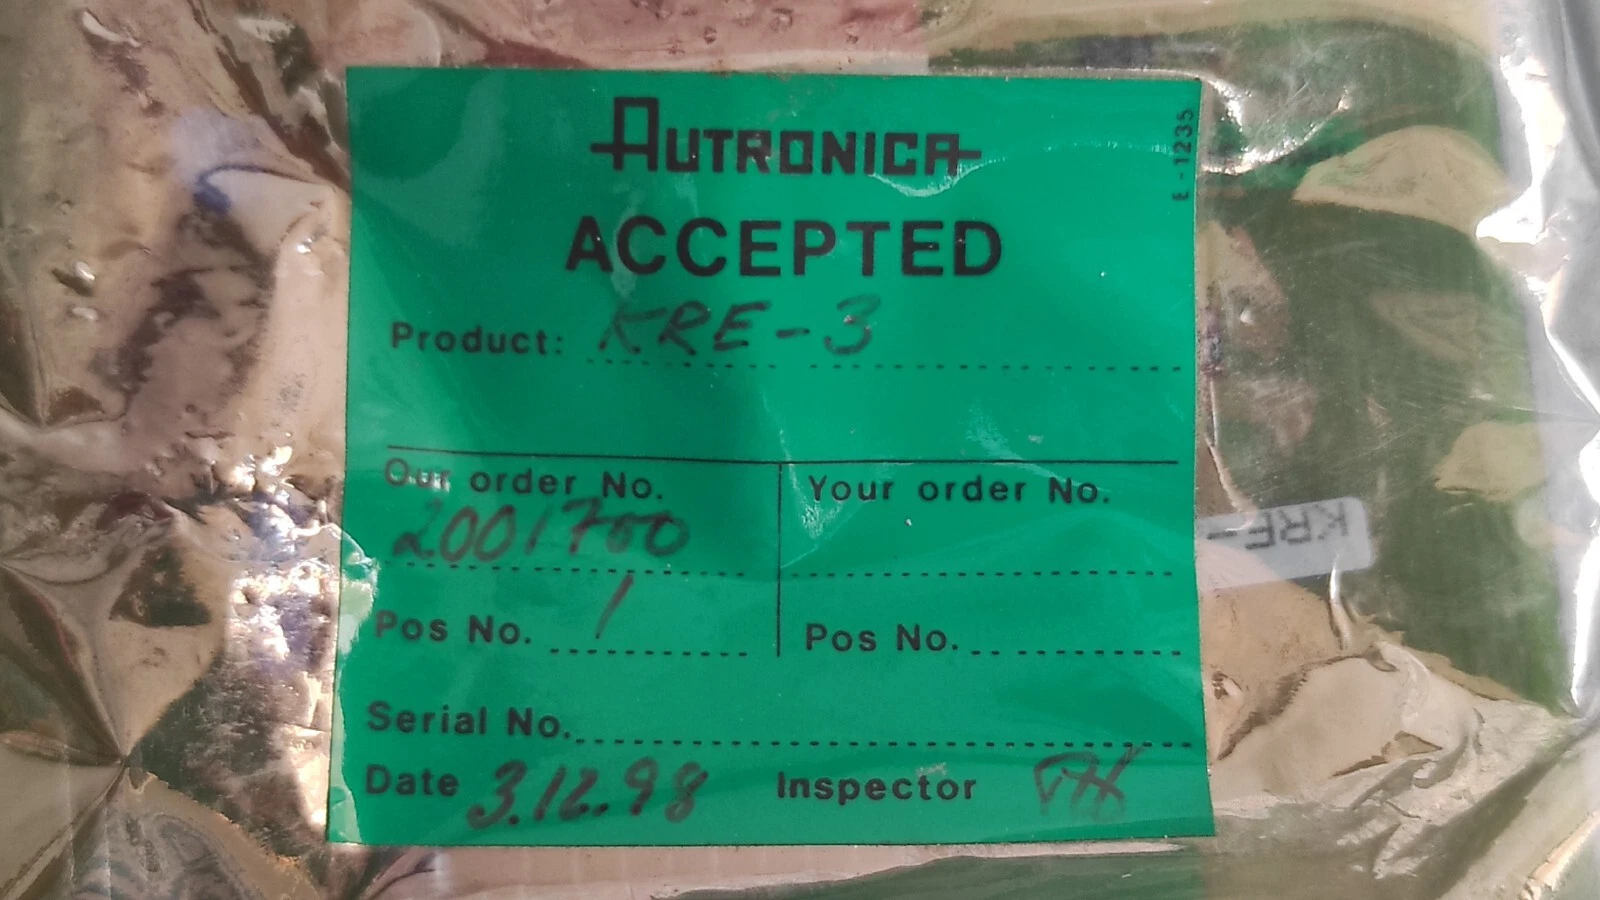 AUTRONICA
E-1235
ACCEPTED
Product: KRE-3
Our order No. Your order No.
2001700
Pos No. 1 Pos No.
Serial No.
Date 3.12.98 Inspector
KRE-